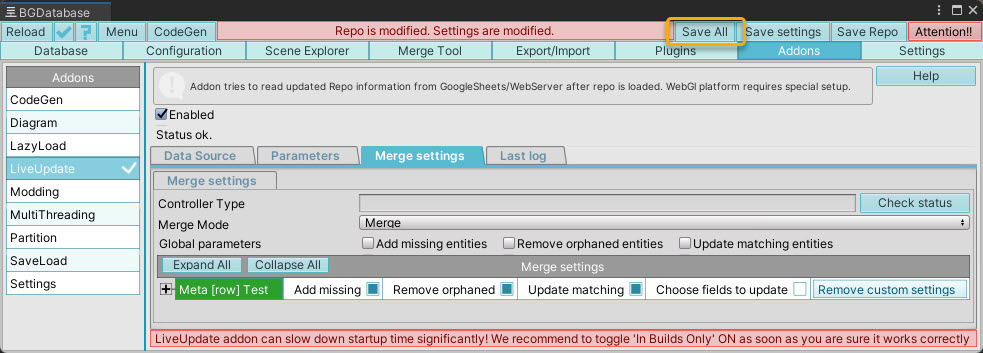 BGDatabase
Reload Menu CodeGen Repo is modified. Settings are modified. Save All Save settings Save Repo Attention!!
Database Configuration Scene Explorer Merge Tool Export/Import Plugins Addons Settings
Addons
CodeGen
Diagram
LazyLoad
LiveUpdate
Modding
MultiThreading
Partition
SaveLoad
Settings
Addon tries to read updated Repo information from GoogleSheets/WebServer after repo is loaded. WebGl platform requires special setup.
Help
Enabled
Status ok.
Data Source Parameters Merge settings Last log
Merge settings
Controller Type Check status
Merge Mode Merge
Global parameters Add missing entities Remove orphaned entities Update matching entities
Expand All Collapse All Merge settings
Meta [row] Test Add missing Remove orphaned Update matching Choose fields to update Remove custom settings
LiveUpdate addon can slow down startup time significantly! We recommend to toggle 'In Builds Only' ON as soon as you are sure it works correctly